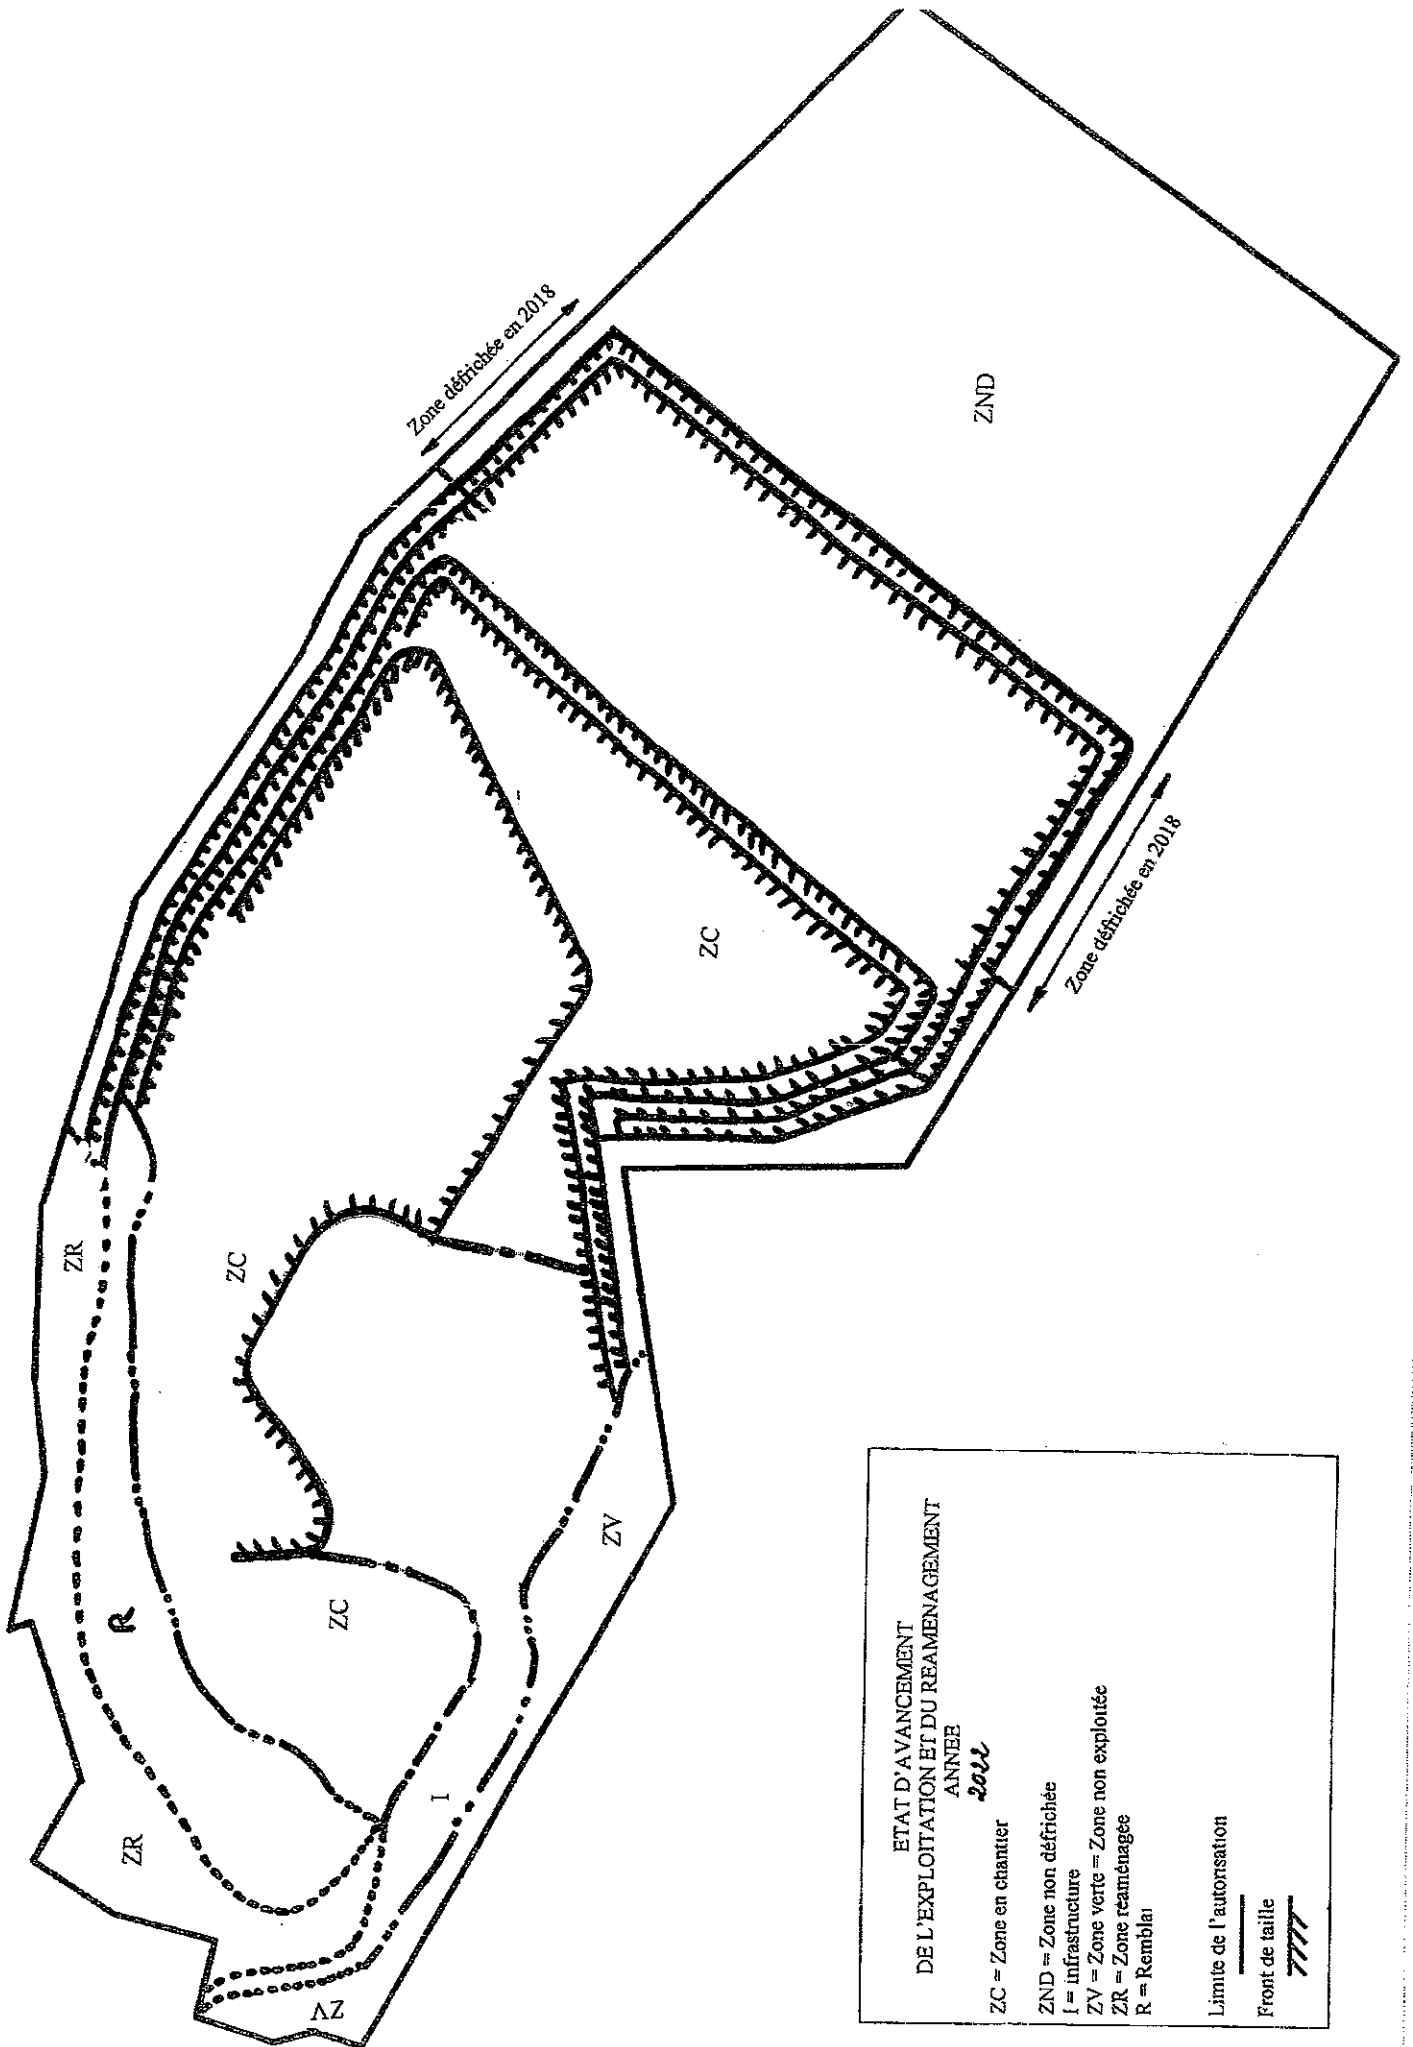 Zone défrichée en 2018
ZND
ZC
Zone défrichée en 2018
ZR
ZC
R
ZC
ZV
ZR
I
ZV
ETAT D'AVANCEMENT
DE L'EXPLOITATION ET DU REAMENAGEMENT
ANNEE
2022
ZC = Zone en chantier
ZND = Zone non défrichée
I = infrastructure
ZV = Zone verte = Zone non exploitée
ZR = Zone réaménagée
R = Remblai
Limite de l'autorisation
Front de taille